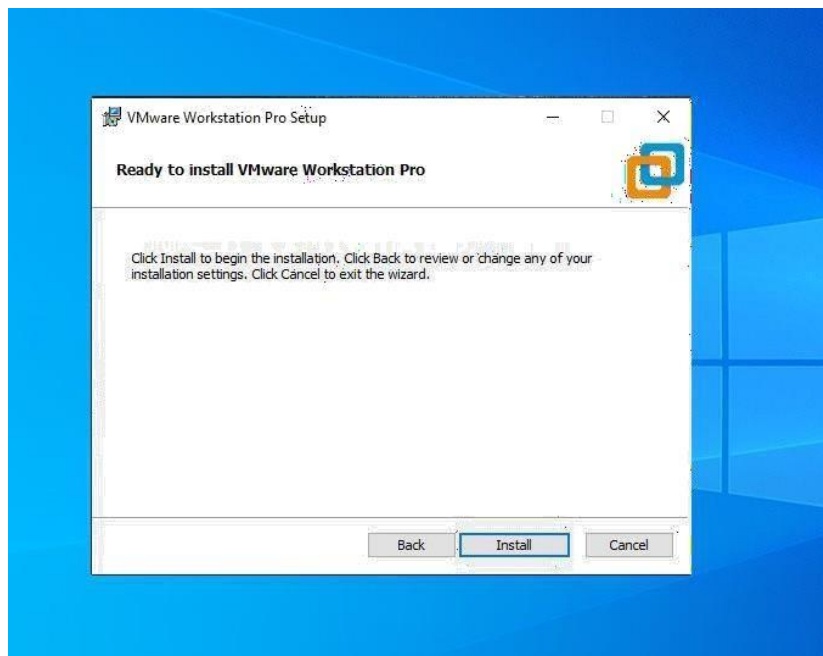 VMware Workstation Pro Setup
Ready to install VMware Workstation Pro
Click Install to begin the installation. Click Back to review or change any of your
installation settings. Click Cancel to exit the wizard.
Back Install Cancel